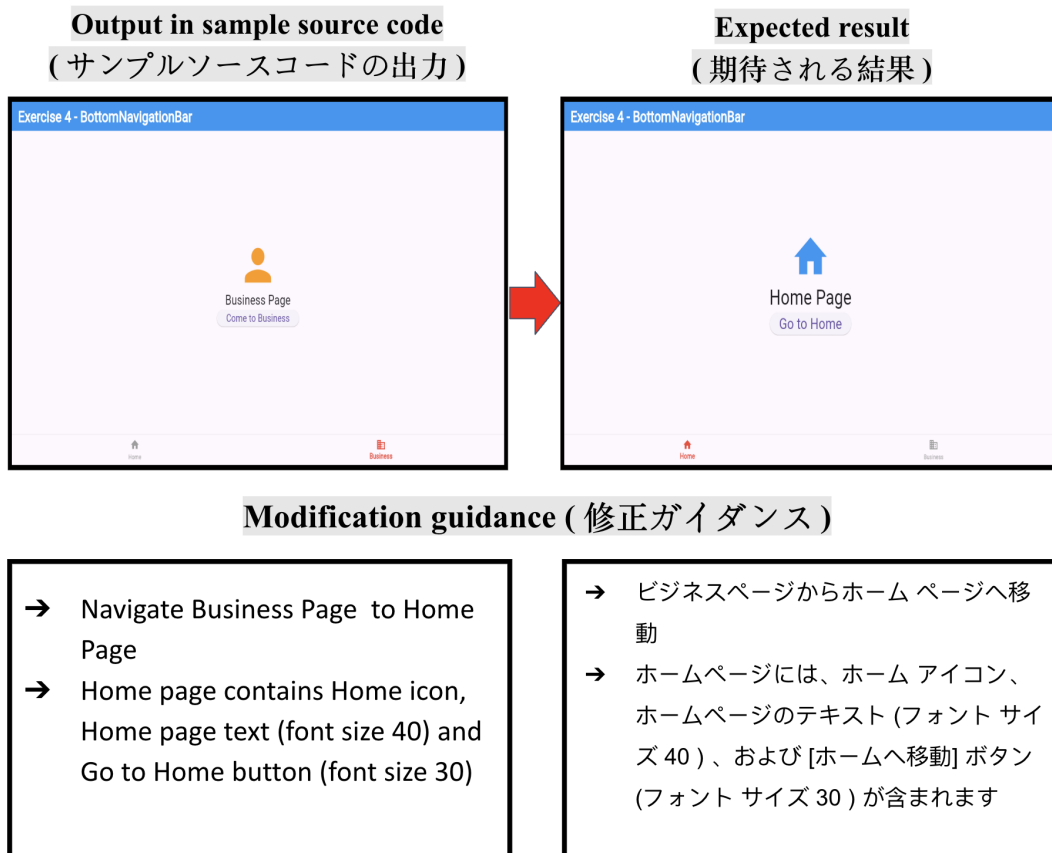 Output in sample source code
( サンプルソースコードの出力 )
Expected result
( 期待される結果 )
Exercise 4 - BottomNavigationBar
Business Page
Come to Business
Home
Business
Exercise 4 - BottomNavigationBar
Home Page
Go to Home
Home
Business
Modification guidance ( 修正ガイダンス )
➔ Navigate Business Page to Home
Page
➔ Home page contains Home icon,
Home page text (font size 40) and
Go to Home button (font size 30)
➔ ビジネスページからホーム ページへ移
動
➔ ホームページには、ホーム アイコン、
ホームページのテキスト (フォント サイ
ズ 40 ) 、および [ホームへ移動] ボタン
(フォント サイズ 30 ) が含まれます